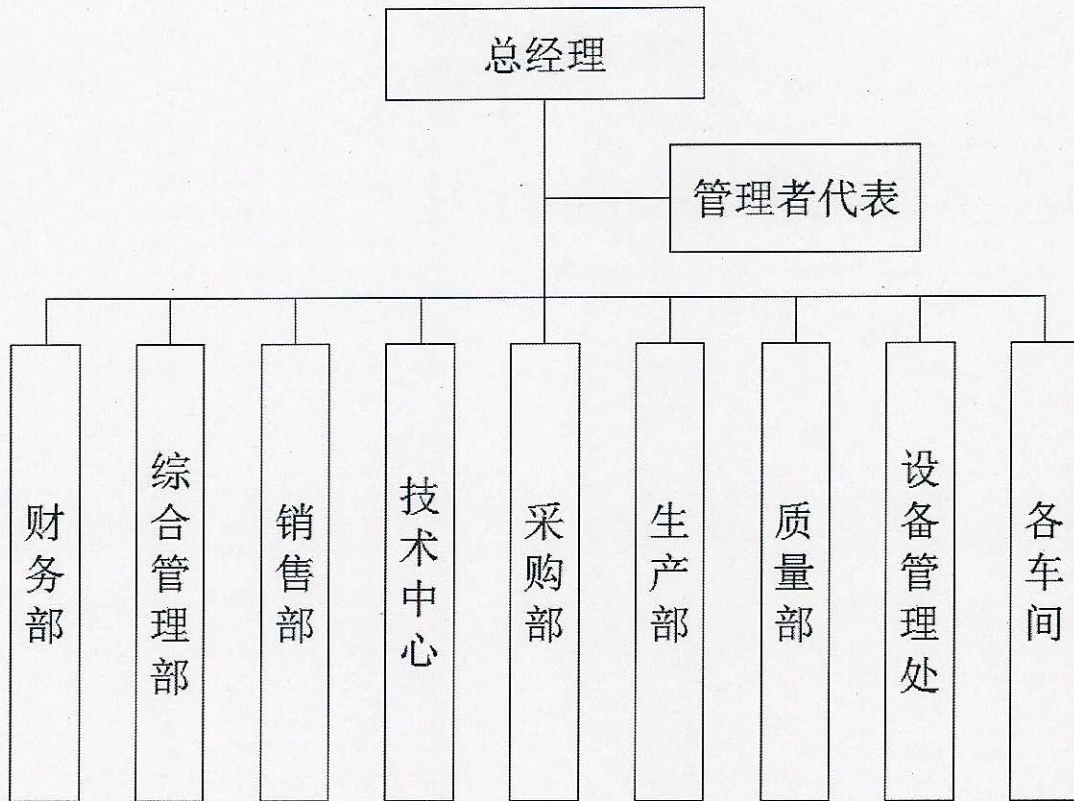 总经理
管理者代表
财务部
综合管理部
销售部
技术中心
采购部
生产部
质量部
设备管理处
各车间